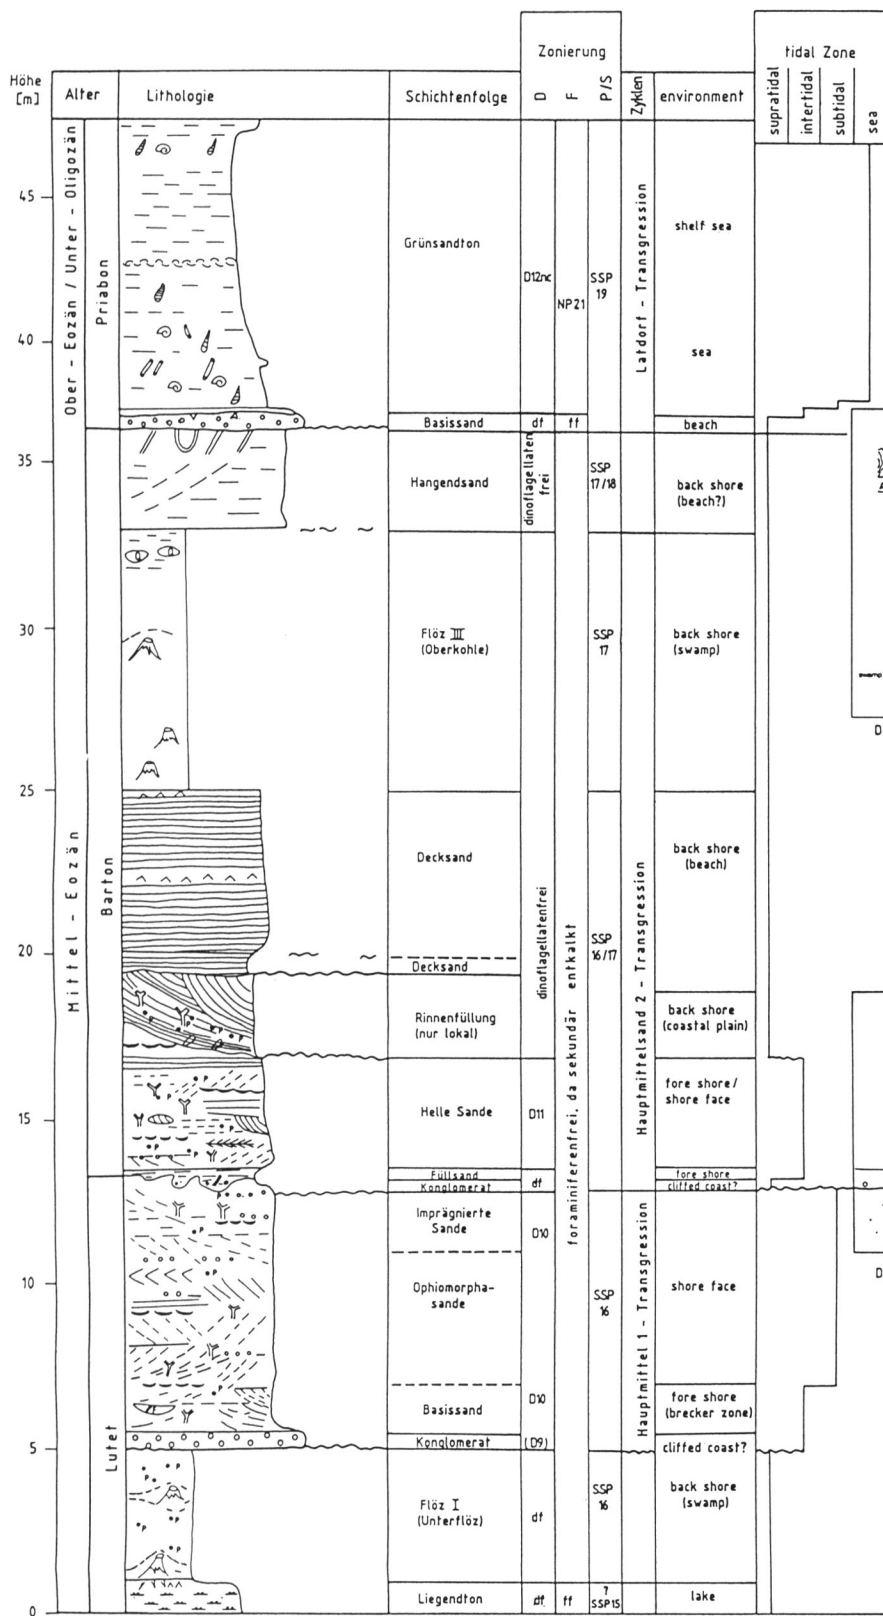 Zonierung
tidal Zone
Höhe
[m]
Alter
Lithologie
Schichtenfolge
D
F
P/S
Zyklen
environment
supratidal
intertidal
subtidal
sea
45
40
35
30
25
20
15
10
5
0
Ober - Eozän / Unter - Oligozän
Mittel - Eozän
Priabon
Barton
Lutet
Grünsandton
D12nc
NP21
SSP
19
Latdorf - Transgression
shelf sea
sea
Basissand
df
ff
beach
Hangendsand
dinoflagellaten
frei
SSP
17/18
back shore
(beach?)
Flöz III
(Oberkohle)
SSP
17
back shore
(swamp)
swamp
D
Decksand
dinoflagellatenfrei
foraminiferenfrei, da sekundär entkalkt
SSP
16/17
Hauptmittelsand 2 - Transgression
back shore
(beach)
Decksand
Rinnenfüllung
(nur lokal)
back shore
(coastal plain)
Helle Sande
D11
fore shore/
shore face
Füllsand
fore shore
Konglomerat
df
cliffed coast?
Imprägnierte
Sande
D10
Ophiomorpha-
sande
SSP
16
Hauptmittel 1 - Transgression
shore face
D
Basissand
D10
fore shore
(brecker zone)
Konglomerat
(D9)
cliffed coast?
Flöz I
(Unterflöz)
df
SSP
16
back shore
(swamp)
Liegendton
df
ff
?
SSP15
lake